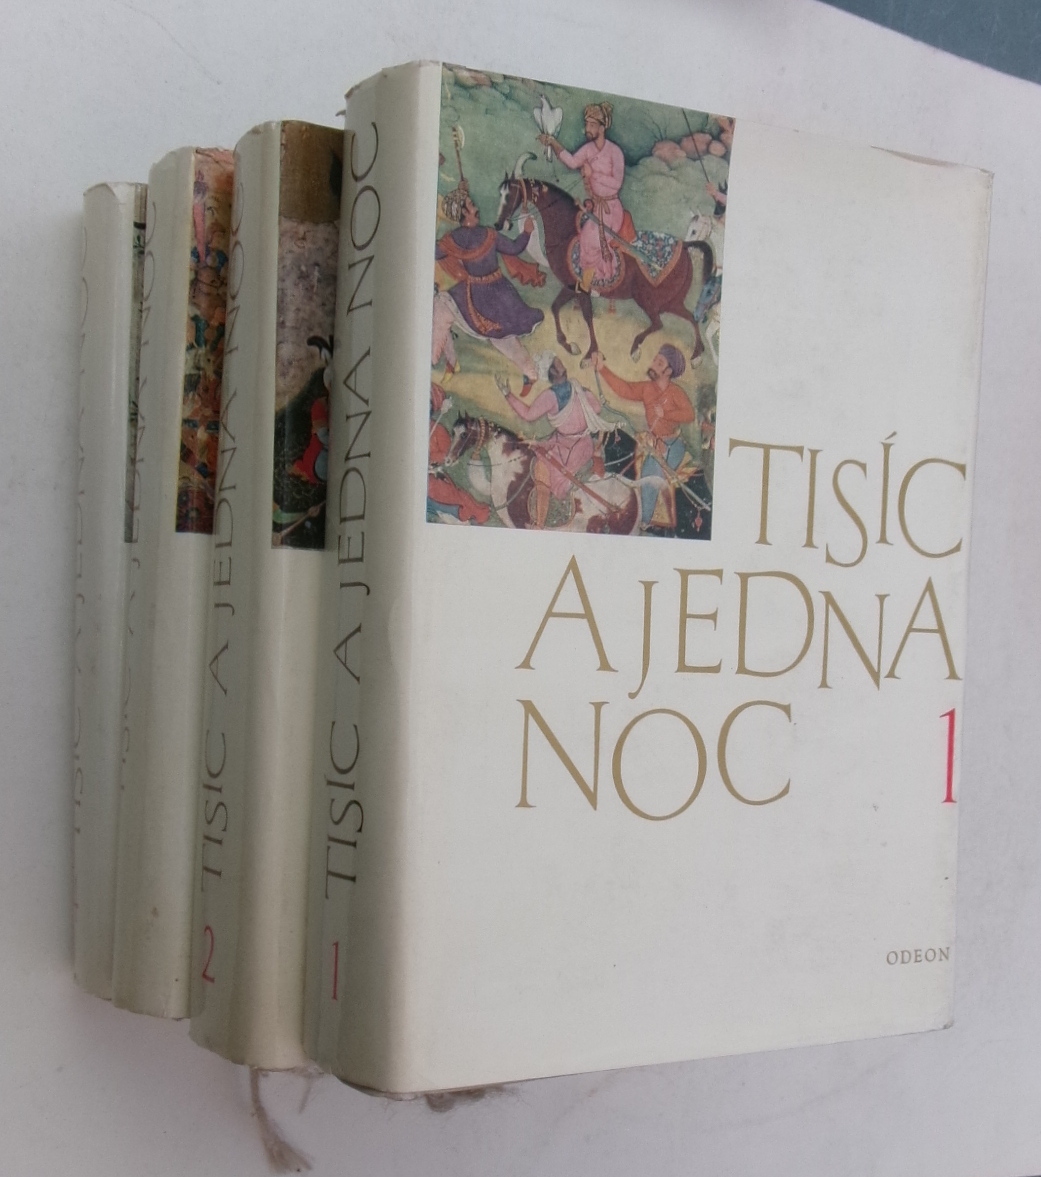 TISÍC
A JEDNA
NOC 1
ODEON
TISÍC A JEDNA NOC
1
TISÍC A JEDNA NOC
2